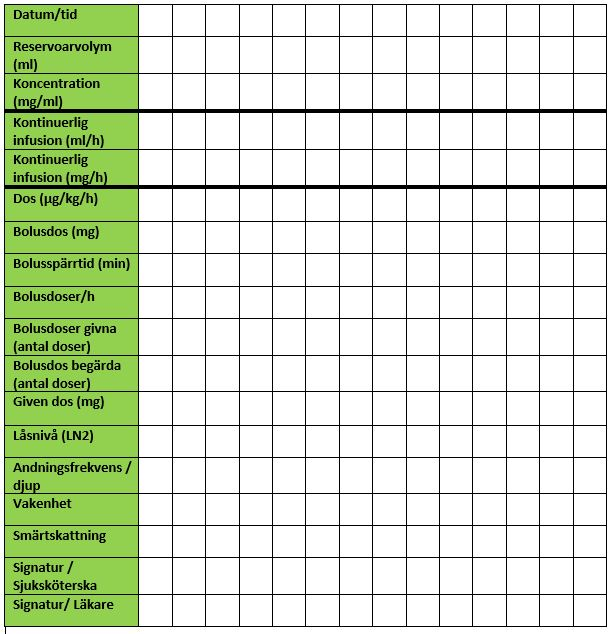 Datum/tid
Reservoarvolym
(ml)
Koncentration
(mg/ml)
Kontinuerlig
infusion (ml/h)
Kontinuerlig
infusion (mg/h)
Dos (µg/kg/h)
Bolusdos (mg)
Bolusspärrtid (min)
Bolusdoser/h
Bolusdoser givna
(antal doser)
Bolusdos begärda
(antal doser)
Given dos (mg)
Låsnivå (LN2)
Andningsfrekvens /
djup
Vakenhet
Smärtskattning
Signatur /
Sjuksköterska
Signatur/ Läkare